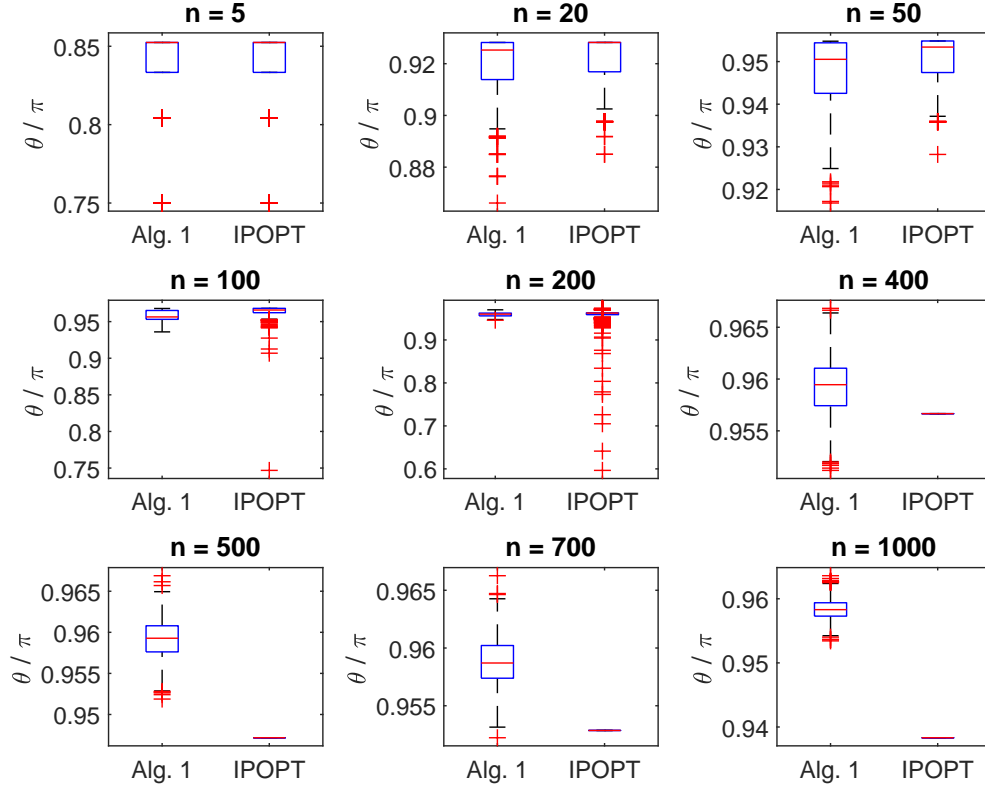 n = 5
n = 20
n = 50
0.85
0.8
0.75
θ / π
Alg. 1
IPOPT
0.92
0.9
0.88
θ / π
Alg. 1
IPOPT
0.95
0.94
0.93
0.92
θ / π
Alg. 1
IPOPT
n = 100
n = 200
n = 400
0.95
0.9
0.85
0.8
0.75
θ / π
Alg. 1
IPOPT
0.9
0.8
0.7
0.6
θ / π
Alg. 1
IPOPT
0.965
0.96
0.955
θ / π
Alg. 1
IPOPT
n = 500
n = 700
n = 1000
0.965
0.96
0.955
0.95
θ / π
Alg. 1
IPOPT
0.965
0.96
0.955
θ / π
Alg. 1
IPOPT
0.96
0.95
0.94
θ / π
Alg. 1
IPOPT